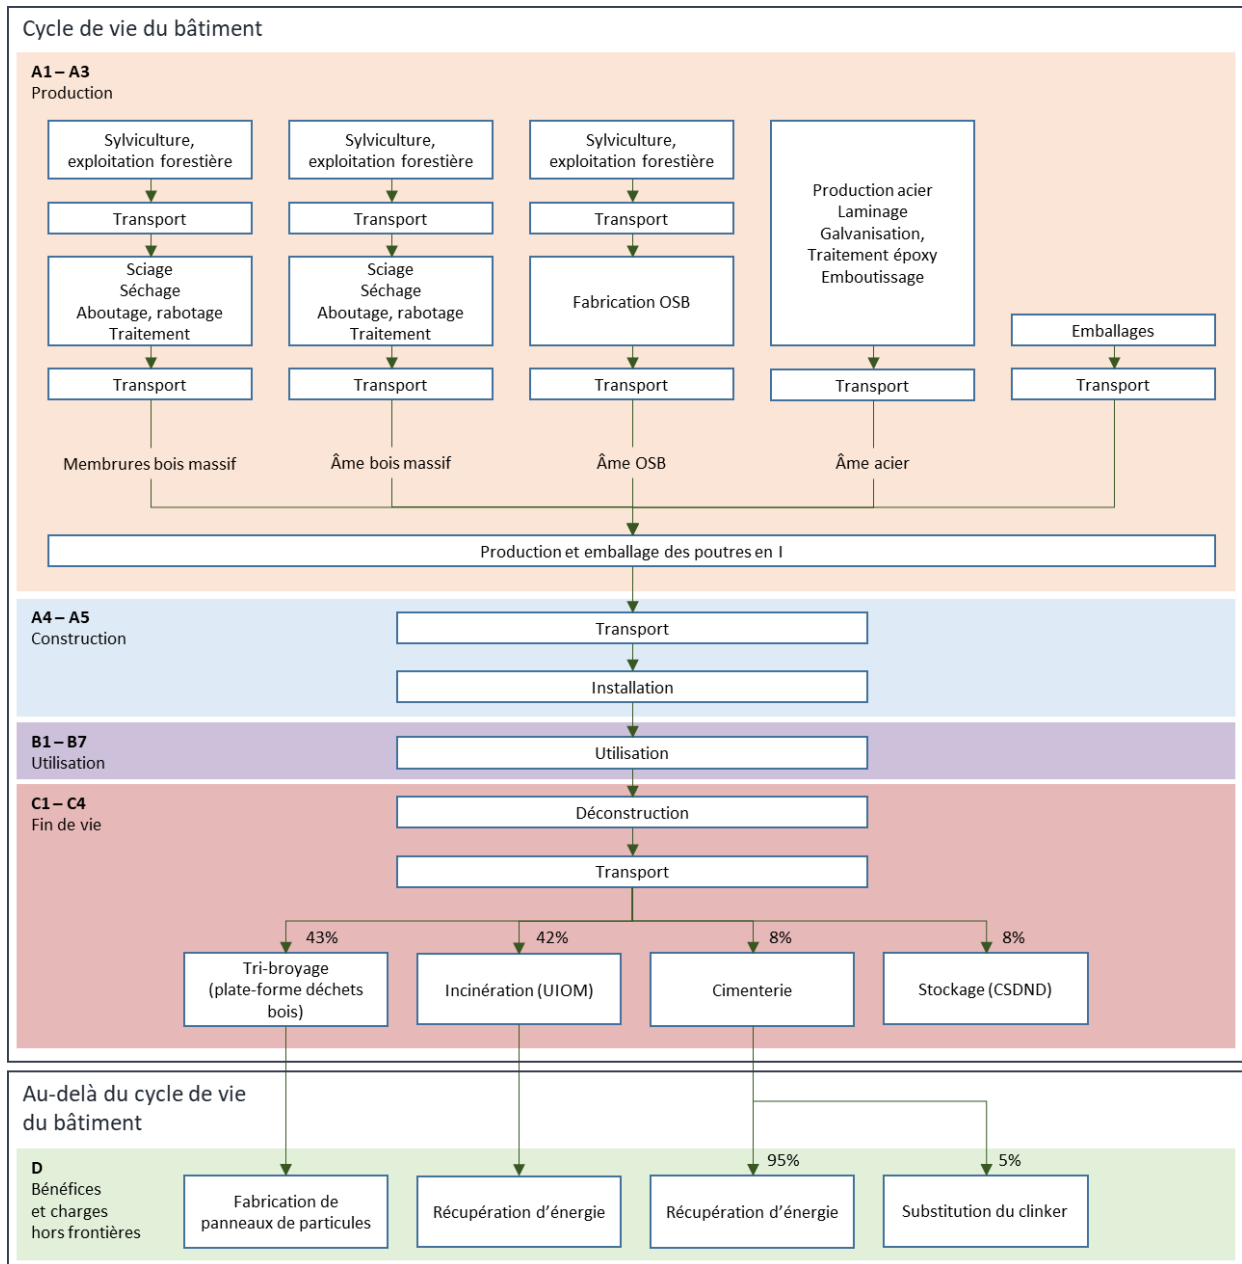 Cycle de vie du bâtiment
A1 – A3
Production
Sylviculture,
exploitation forestière
Transport
Sciage
Séchage
Aboutage, rabotage
Traitement
Transport
Membrures bois massif
Sylviculture,
exploitation forestière
Transport
Sciage
Séchage
Aboutage, rabotage
Traitement
Transport
Âme bois massif
Sylviculture,
exploitation forestière
Transport
Fabrication OSB
Transport
Âme OSB
Production acier
Laminage
Galvanisation,
Traitement époxy
Emboutissage
Transport
Âme acier
Emballages
Transport
Production et emballage des poutres en I
A4 – A5
Construction
Transport
Installation
B1 – B7
Utilisation
Utilisation
C1 – C4
Fin de vie
Déconstruction
Transport
43%
42%
8%
8%
Tri-broyage
(plate-forme déchets
bois)
Incinération (UIOM)
Cimenterie
Stockage (CSDND)
Au-delà du cycle de vie
du bâtiment
D
Bénéfices
et charges
hors frontières
95%
5%
Fabrication de
panneaux de particules
Récupération d’énergie
Récupération d’énergie
Substitution du clinker